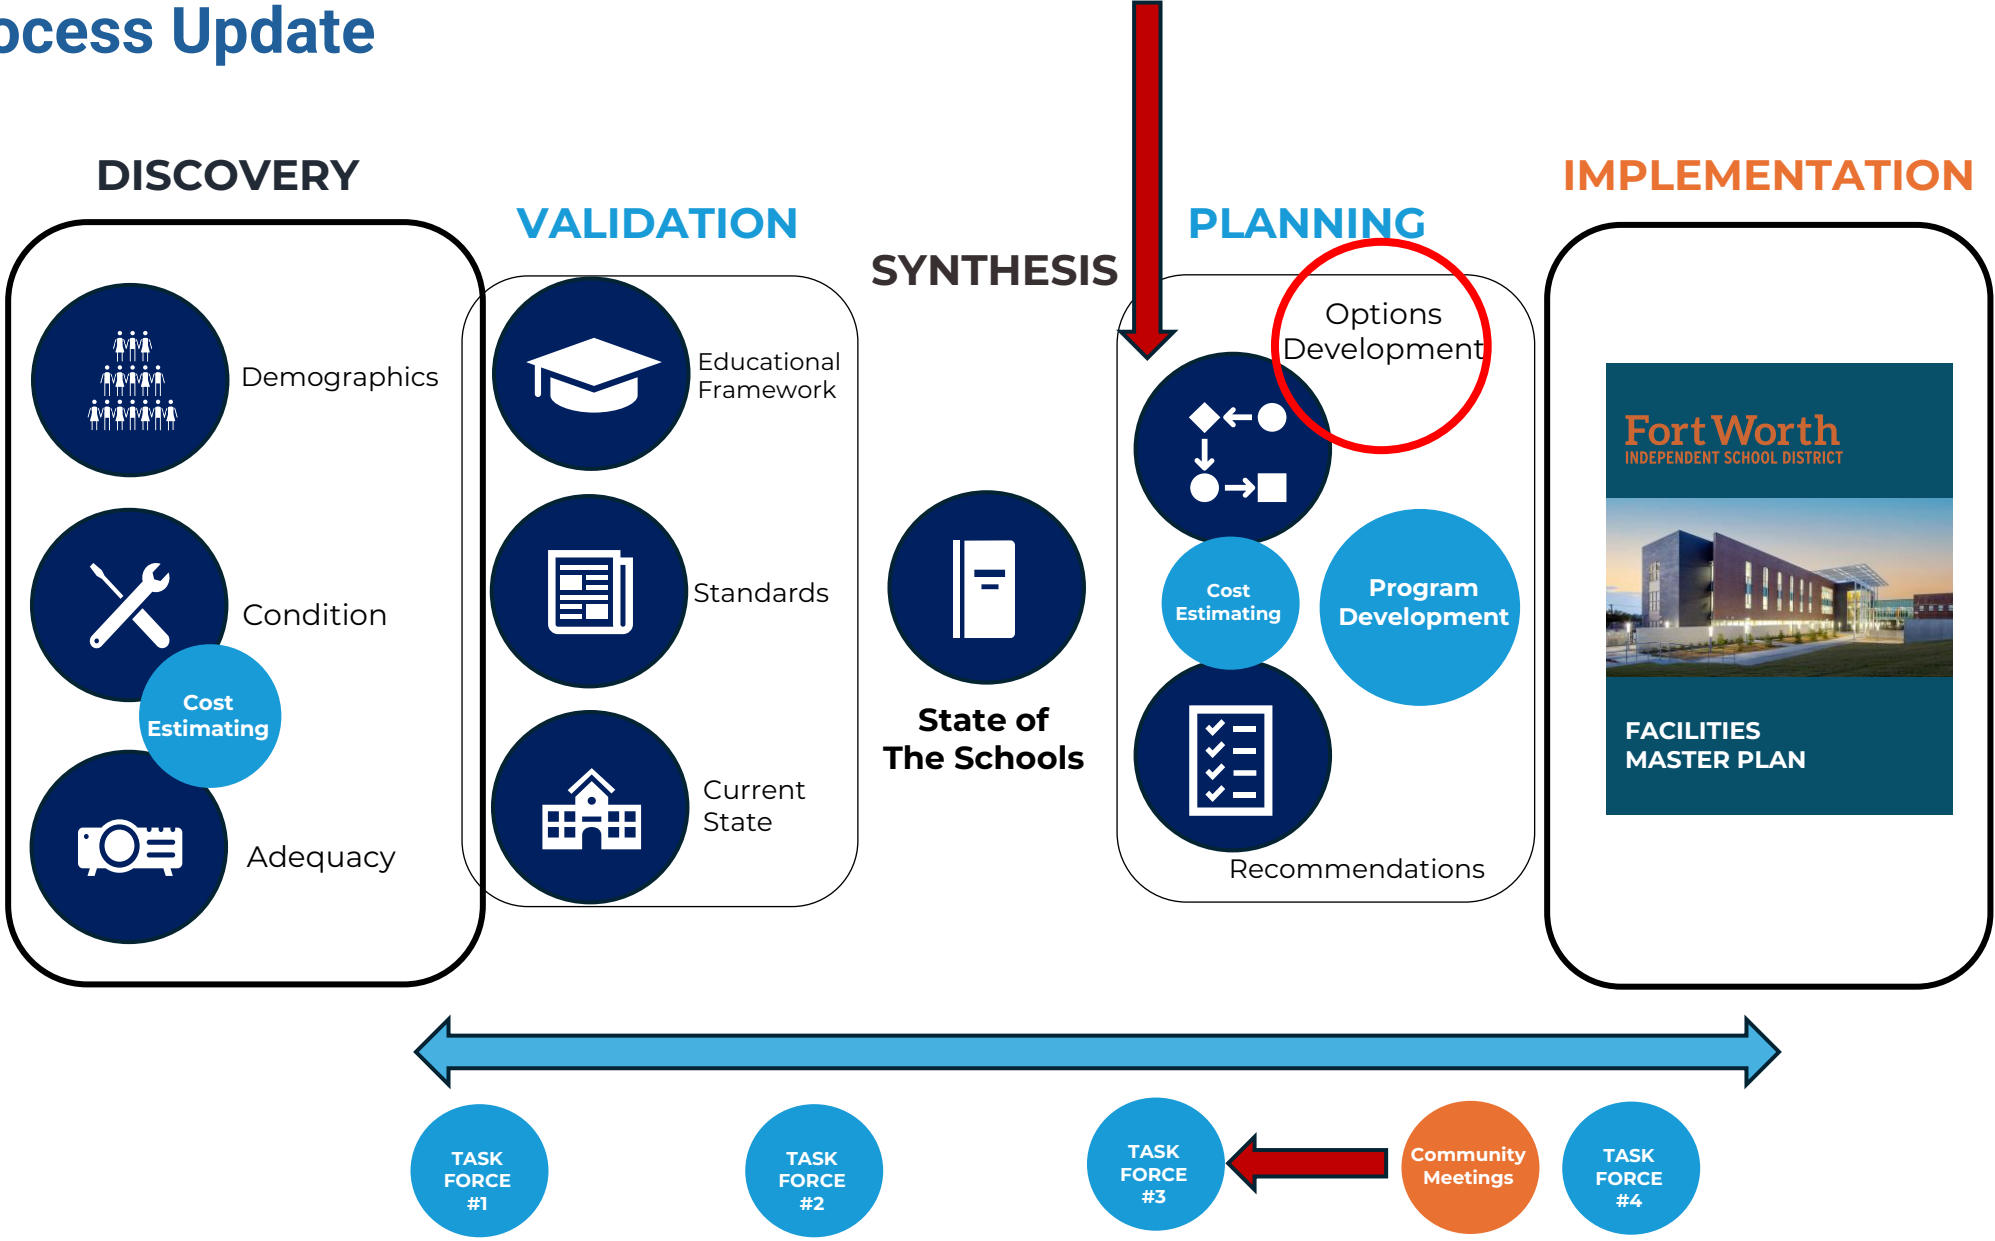 ocess Update
DISCOVERY
Demographics
Condition
Cost
Estimating
Adequacy
VALIDATION
Educational
Framework
Standards
Current
State
SYNTHESIS
State of
The Schools
PLANNING
Options
Development
Cost
Estimating
Program
Development
Recommendations
IMPLEMENTATION
Fort Worth
INDEPENDENT SCHOOL DISTRICT
FACILITIES
MASTER PLAN
TASK
FORCE
#1
TASK
FORCE
#2
TASK
FORCE
#3
Community
Meetings
TASK
FORCE
#4